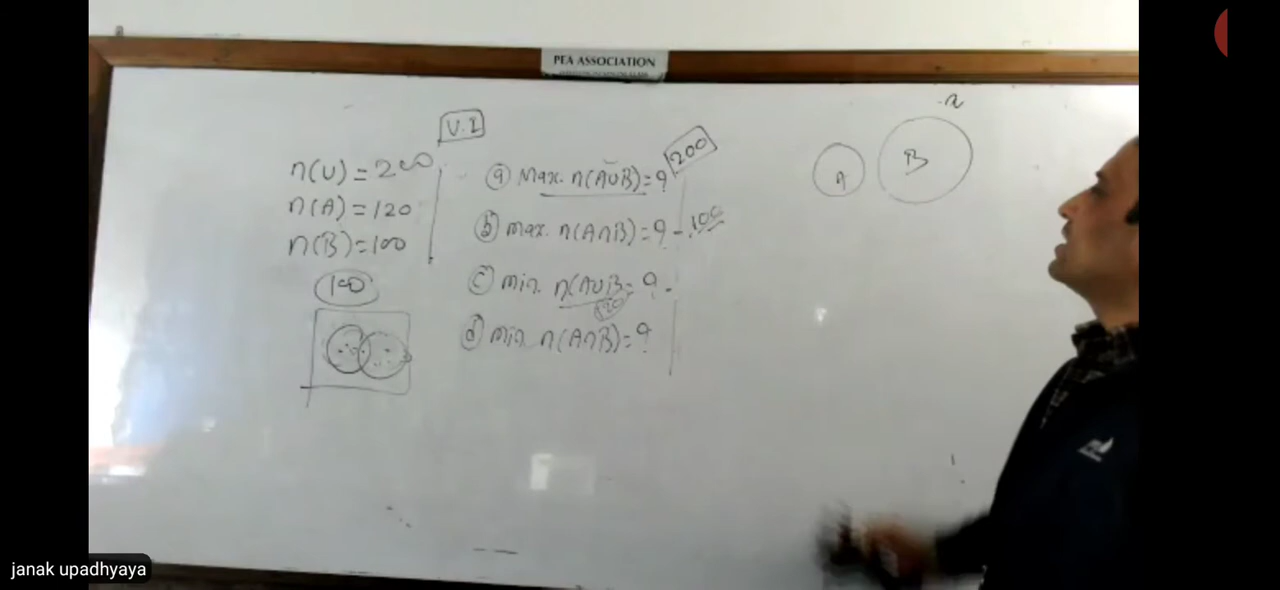 PEA ASSOCIATION
V.I
n(U) = 200
n(A) = 120
n(B) = 100
100
ⓐ Max. n(A∪B) = ? 200
ⓑ max. n(A∩B) = ? - 100
ⓒ min. n(A∪B = ? -
ⓓ min. n(A∩B) = ?
A
B
janak upadhyaya